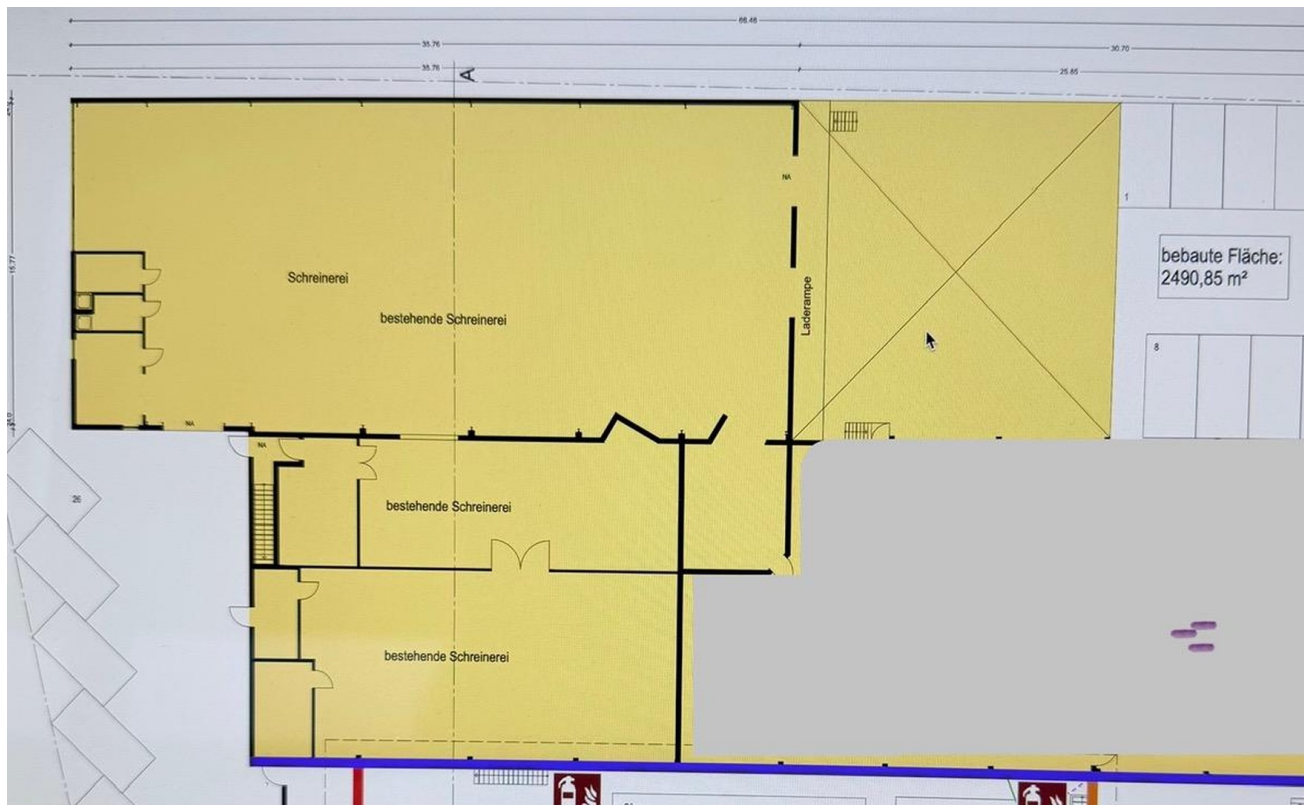 66.46
35.76
30.70
35.76
25.85
A
NA
1
bebaute Fläche:
2490,85 m²
15.77
Schreinerei
bestehende Schreinerei
Laderampe
8
NA
NA
26
bestehende Schreinerei
bestehende Schreinerei